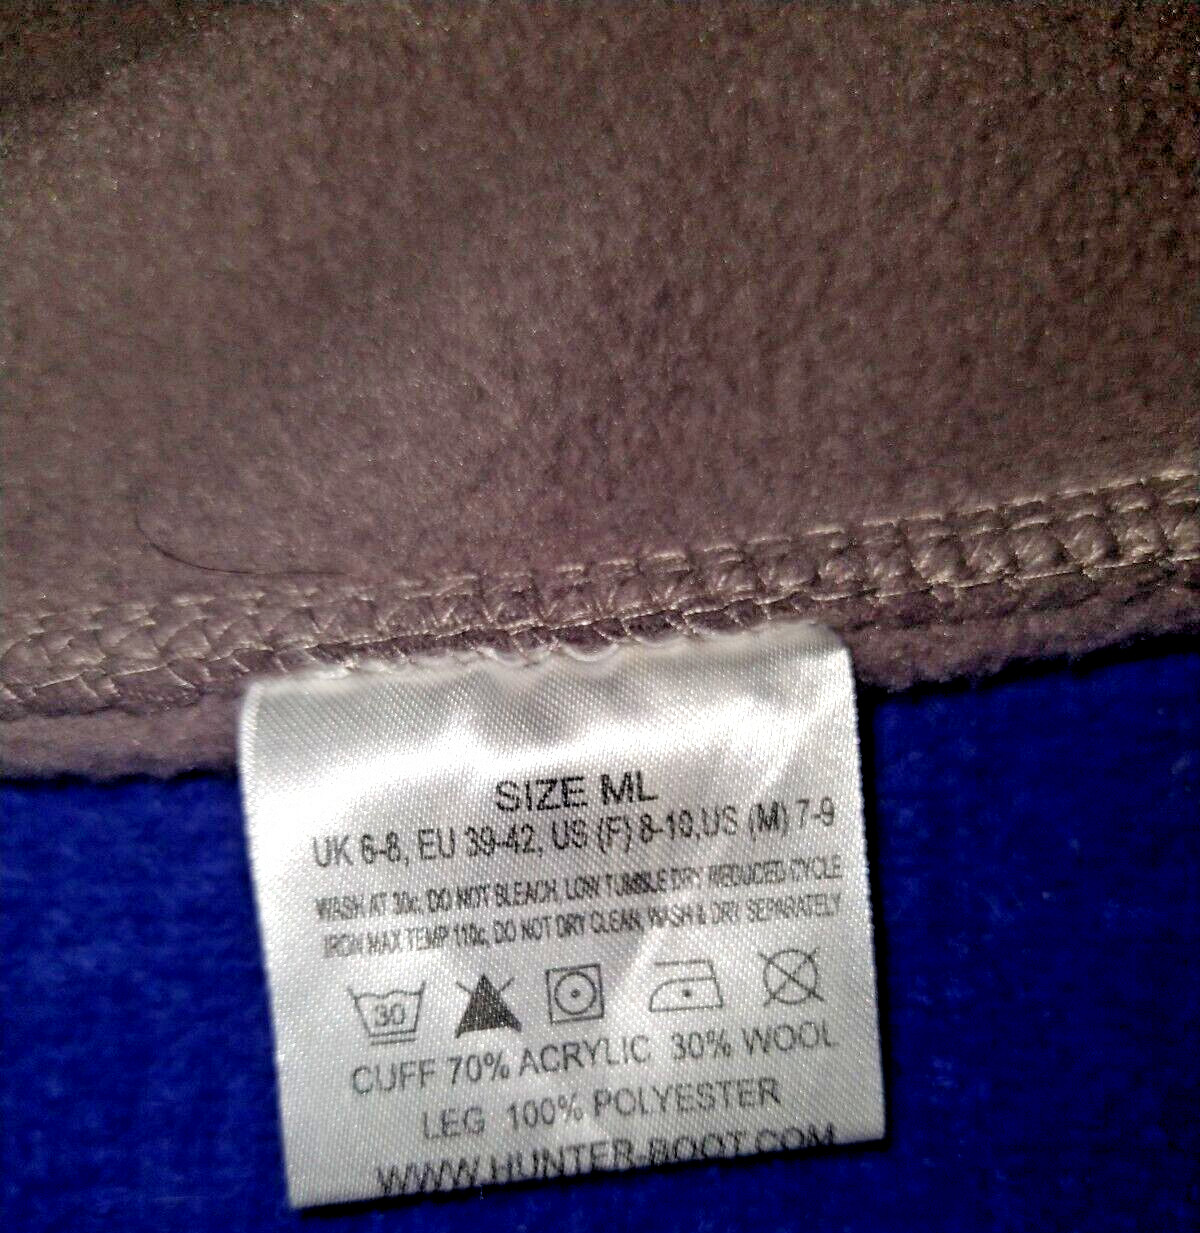 SIZE ML
UK 6-8, EU 39-42, US (F) 8-10,US (M) 7-9
WASH AT 30c, DO NOT BLEACH, LOW TUMBLE DRY REDUCED CYCLE
IRON MAX TEMP 110c, DO NOT DRY CLEAN, WASH & DRY SEPARATELY
30
CUFF 70% ACRYLIC 30% WOOL
LEG 100% POLYESTER
WWW.HUNTER-BOOT.COM